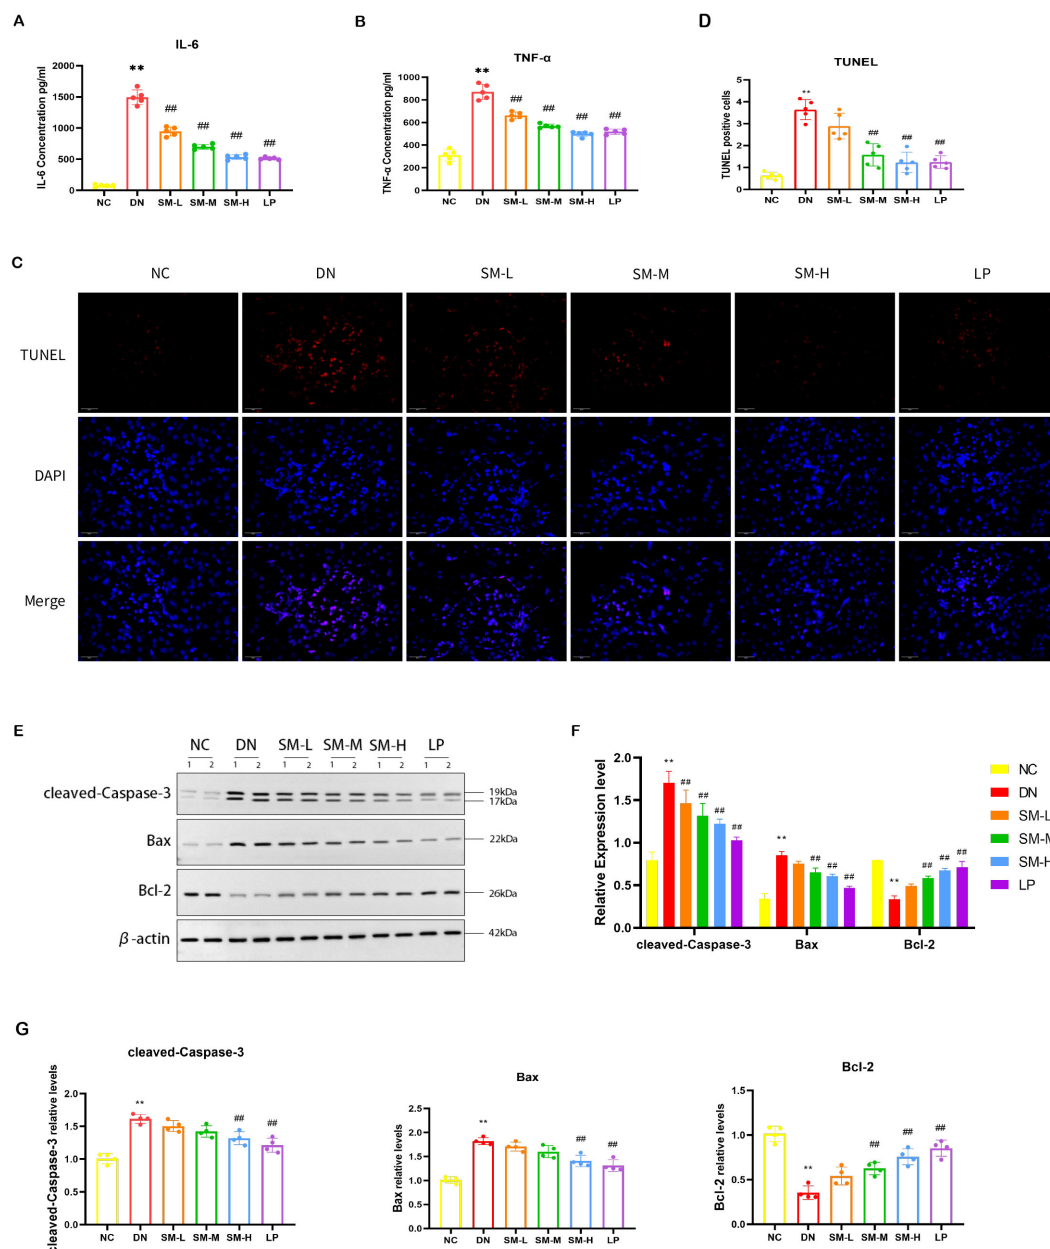 A
IL-6
IL-6 Concentration pg/ml
2000
1500
1000
500
0
**
##
##
##
##
NC DN SM-L SM-M SM-H LP
B
TNF-α
TNF-α Concentration pg/ml
1000
800
600
400
200
0
**
##
##
##
##
NC DN SM-L SM-M SM-H LP
D
TUNEL
TUNEL positive cells
5
4
3
2
1
0
**
##
##
##
NC DN SM-L SM-M SM-H LP
C
NC DN SM-L SM-M SM-H LP
TUNEL
DAPI
Merge
E
NC DN SM-L SM-M SM-H LP
1 2 1 2 1 2 1 2 1 2 1 2
cleaved-Caspase-3
19kDa
17kDa
Bax
22kDa
Bcl-2
26kDa
β-actin
42kDa
F
Relative Expression level
2.0
1.5
1.0
0.5
0.0
**
##
##
##
##
**
##
##
##
**
##
##
##
cleaved-Caspase-3 Bax Bcl-2
NC
DN
SM-L
SM-M
SM-H
LP
G
cleaved-Caspase-3
cleaved-Caspase-3 relative levels
2.0
1.5
1.0
0.5
0.0
**
##
##
NC DN SM-L SM-M SM-H LP
Bax
Bax relative levels
2.5
2.0
1.5
1.0
0.5
0.0
**
##
##
NC DN SM-L SM-M SM-H LP
Bcl-2
Bcl-2 relative levels
1.5
1.0
0.5
0.0
**
##
##
##
NC DN SM-L SM-M SM-H LP